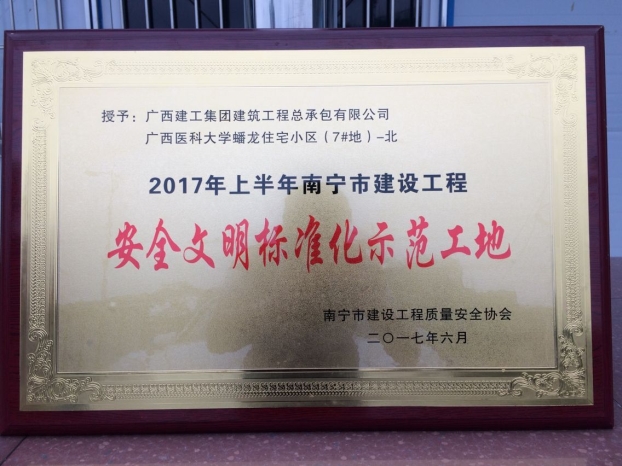 授予：广西建工集团建筑工程总承包有限公司
广西医科大学蟠龙住宅小区（7#地）-北
2017年上半年南宁市建设工程
安全文明标准化示范工地
南宁市建设工程质量安全协会
二〇一七年六月